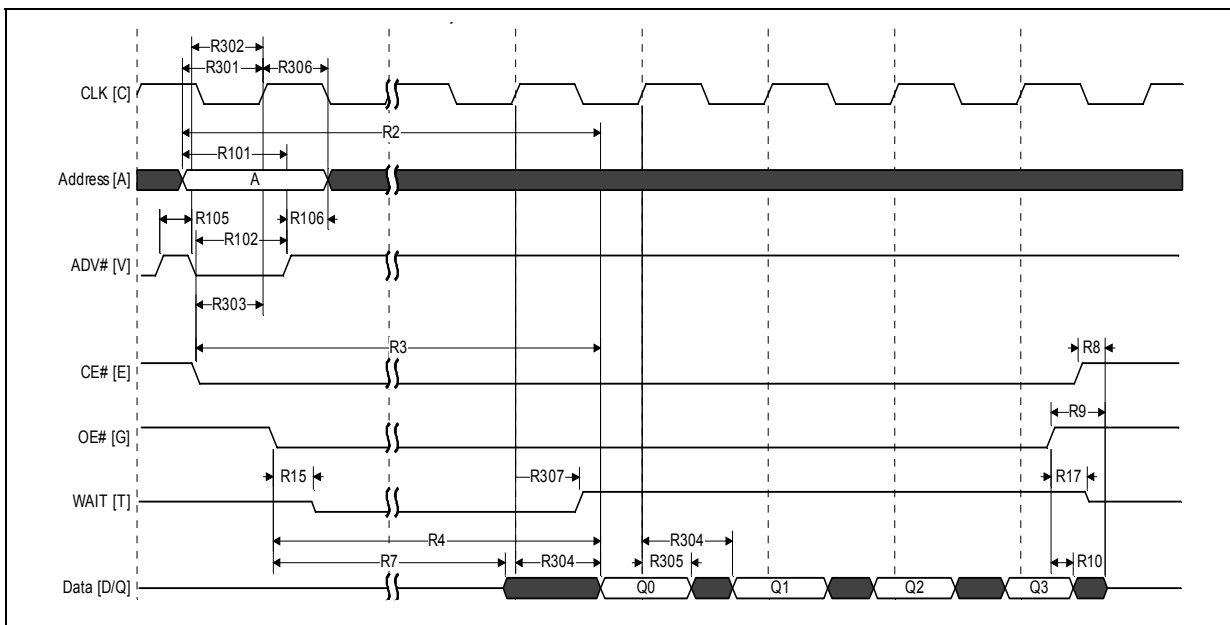 R302
R301 R306
CLK [C]
R2
R101
Address [A] A
R105 R106
R102
ADV# [V]
R303
R3 R8
CE# [E]
R9
OE# [G]
R15 R307 R17
WAIT [T]
R4 R304
R7 R304 R305 R10
Data [D/Q] Q0 Q1 Q2 Q3